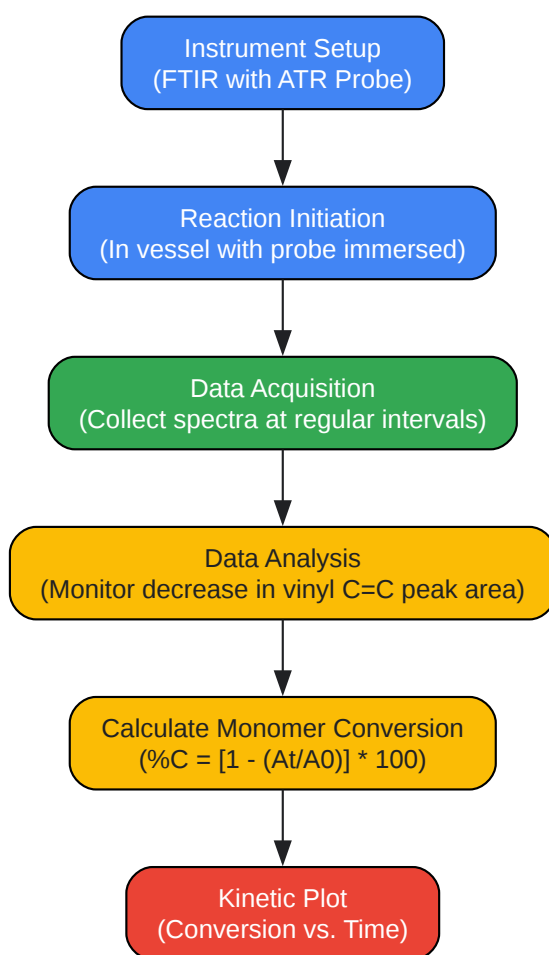 Instrument Setup
(FTIR with ATR Probe)
Reaction Initiation
(In vessel with probe immersed)
Data Acquisition
(Collect spectra at regular intervals)
Data Analysis
(Monitor decrease in vinyl C=C peak area)
Calculate Monomer Conversion
(%C = [1 - (At/A0)] * 100)
Kinetic Plot
(Conversion vs. Time)